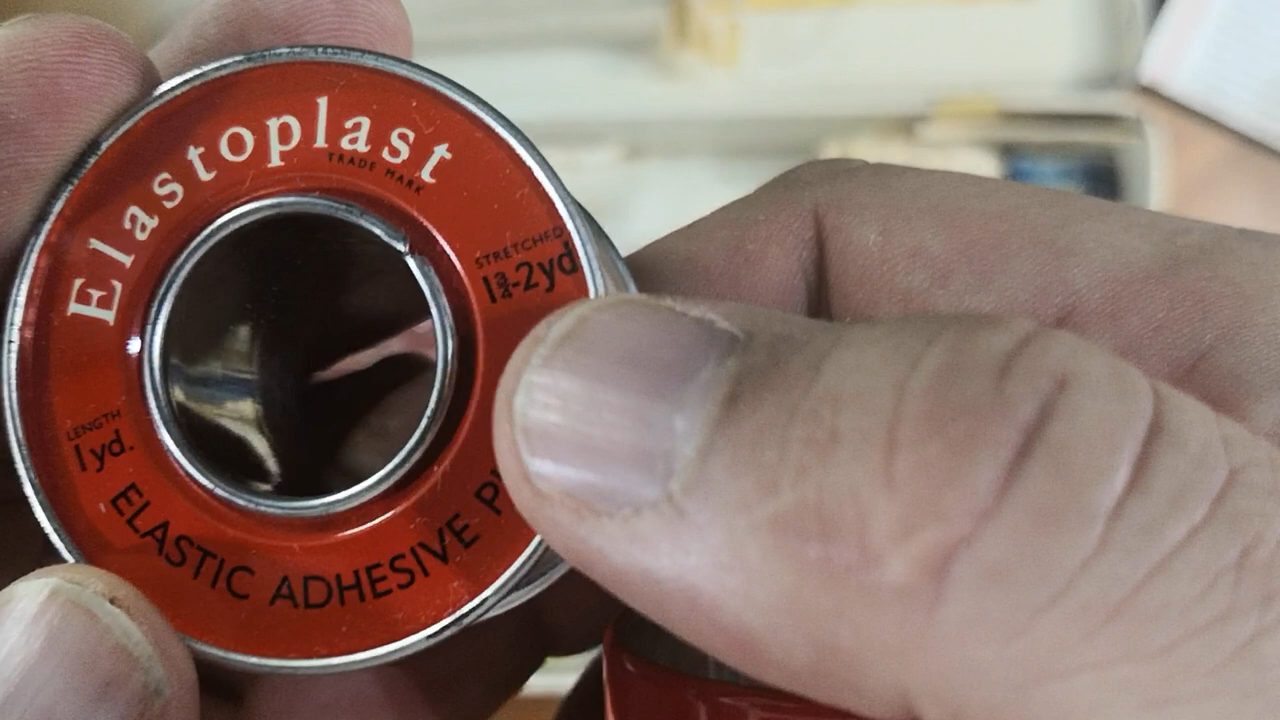 Elastoplast
TRADE MARK
STRETCHED
1¾-2yd
LENGTH
1yd.
ELASTIC ADHESIVE